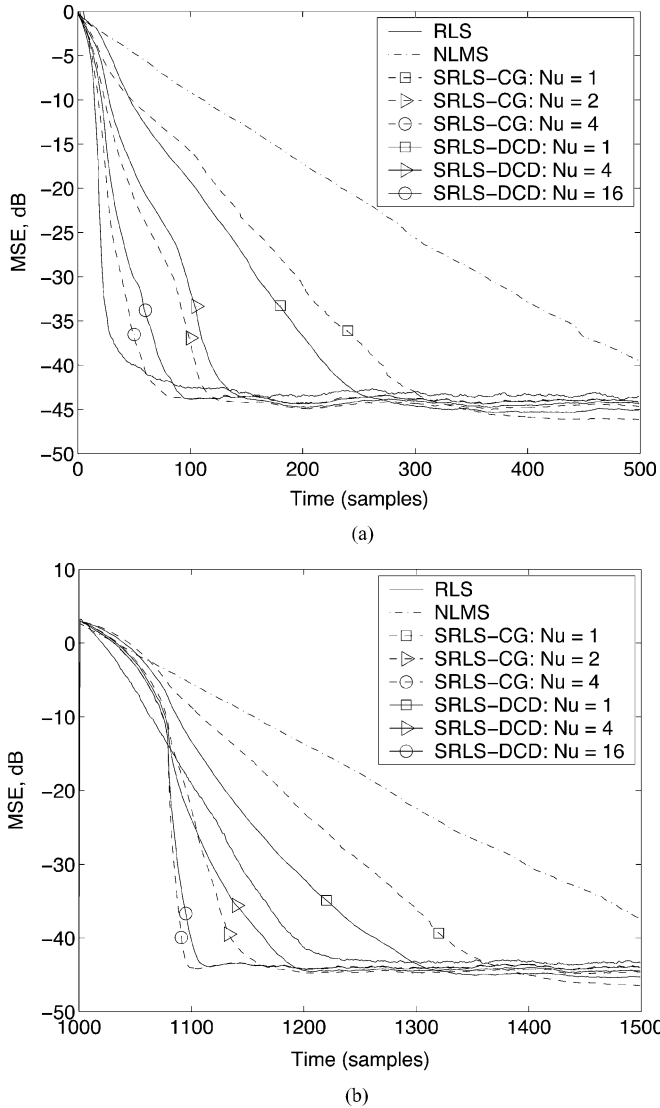 0
−5
−10
−15
−20
−25
−30
−35
−40
−45
−50
MSE, dB
RLS
NLMS
SRLS−CG: Nu = 1
SRLS−CG: Nu = 2
SRLS−CG: Nu = 4
SRLS−DCD: Nu = 1
SRLS−DCD: Nu = 4
SRLS−DCD: Nu = 16
0 100 200 300 400 500
Time (samples)
(a)
10
0
−10
−20
−30
−40
−50
MSE, dB
RLS
NLMS
SRLS−CG: Nu = 1
SRLS−CG: Nu = 2
SRLS−CG: Nu = 4
SRLS−DCD: Nu = 1
SRLS−DCD: Nu = 4
SRLS−DCD: Nu = 16
1000 1100 1200 1300 1400 1500
Time (samples)
(b)